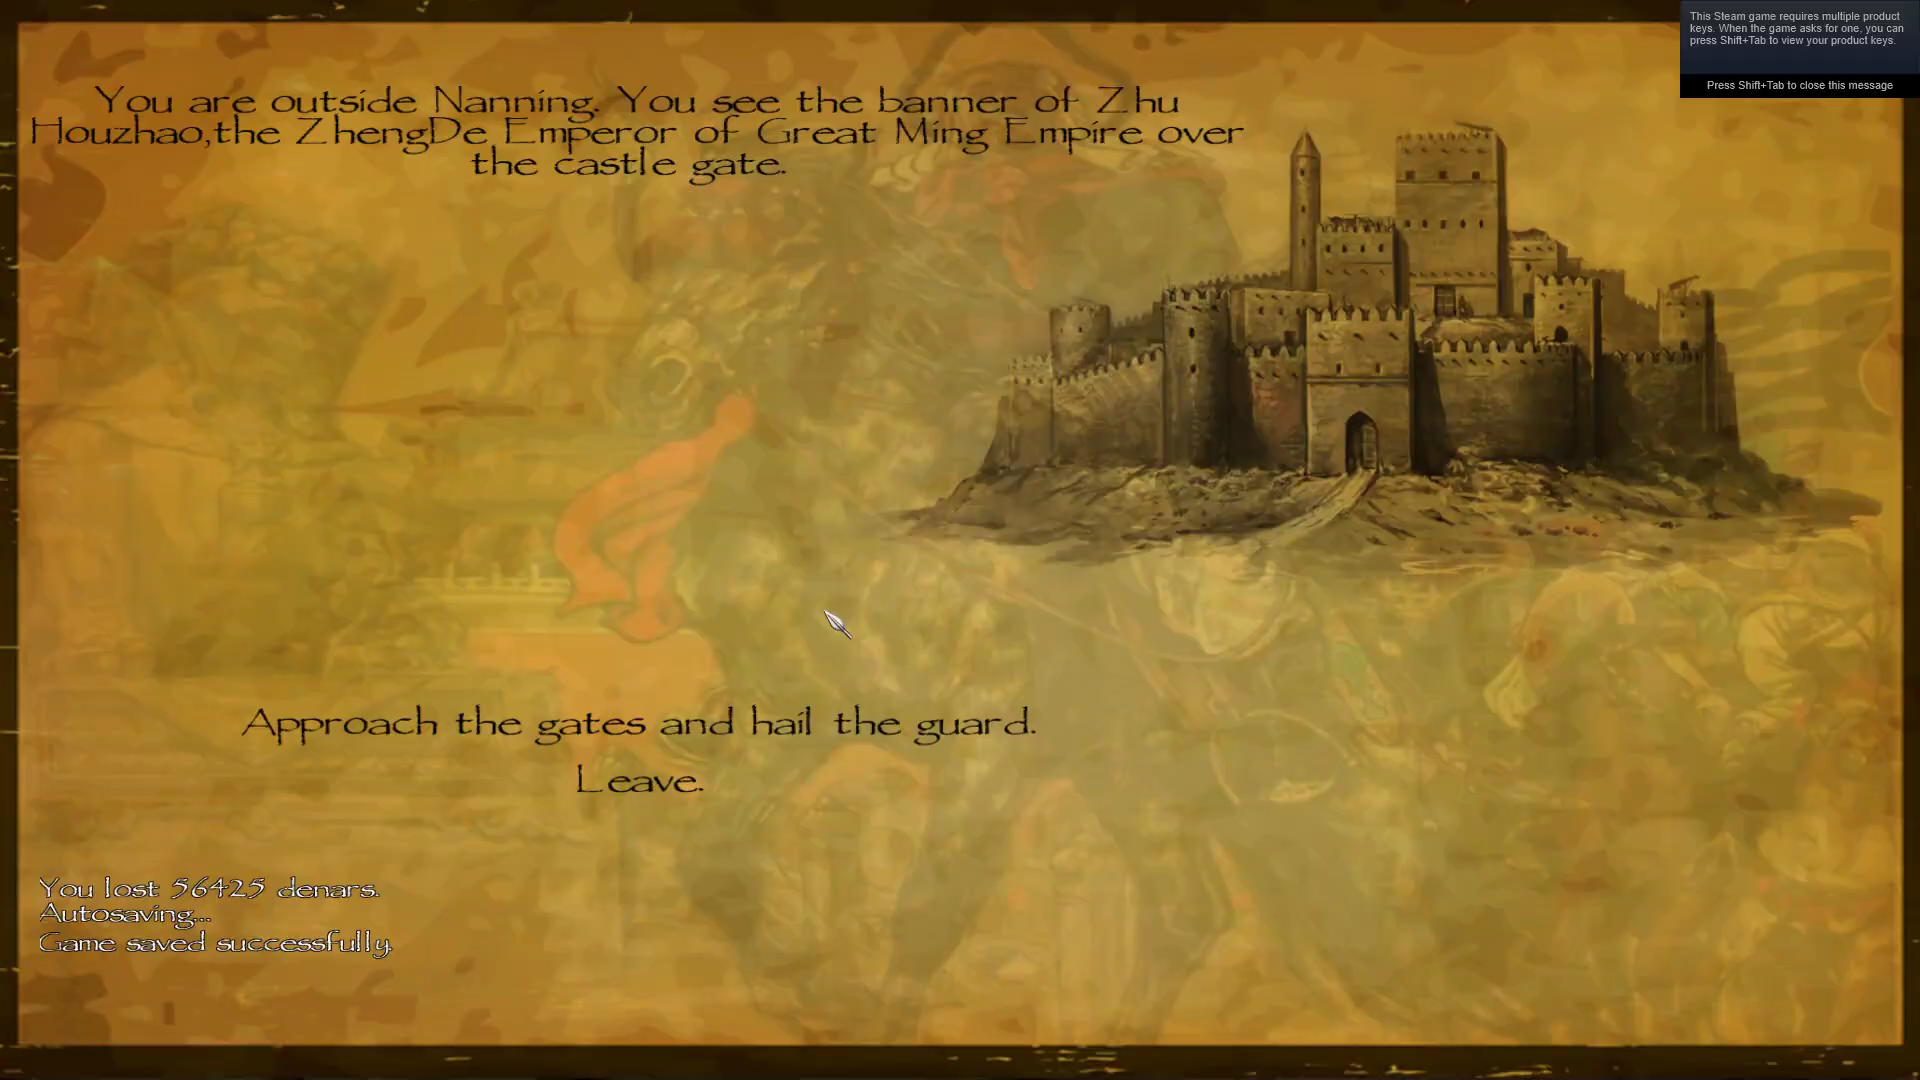 This Steam game requires multiple product
keys. When the game asks for one, you can
press Shift+Tab to view your product keys.
Press Shift+Tab to close this message
You are outside Nanning. You see the banner of Zhu
Houzhao,the ZhengDe Emperor of Great Ming Empire over
the castle gate.
Approach the gates and hail the guard.
Leave.
You lost 56425 denars.
Autosaving...
Game saved successfully.